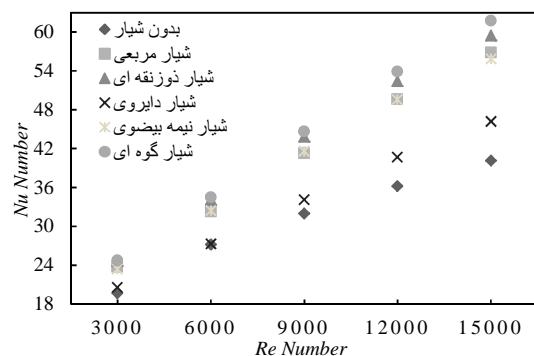 60
54
48
42
36
30
24
18
Nu Number
بدون شیار
شیار مربعی
شیار ذوزنقه ای
شیار دایروی
شیار نیمه بیضوی
شیار گوه ای
3000 6000 9000 12000 15000
Re Number